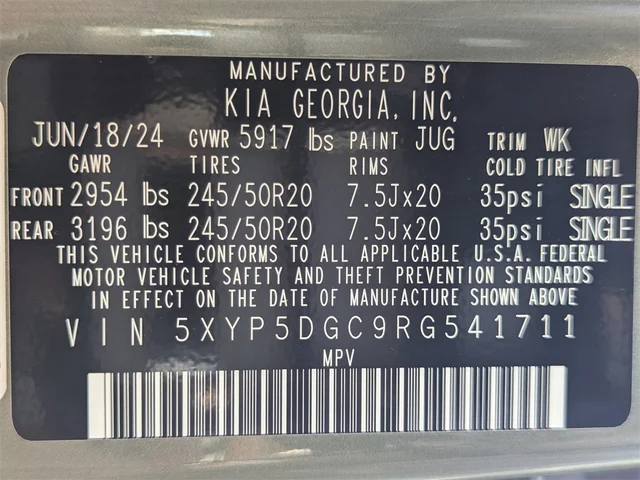 MANUFACTURED BY
KIA GEORGIA, INC.
JUN/18/24 GVWR 5917 lbs PAINT JUG TRIM WK
GAWR TIRES RIMS COLD TIRE INFL
FRONT 2954 lbs 245/50R20 7.5Jx20 35psi SINGLE
REAR 3196 lbs 245/50R20 7.5Jx20 35psi SINGLE
THIS VEHICLE CONFORMS TO ALL APPLICABLE U.S.A. FEDERAL
MOTOR VEHICLE SAFETY AND THEFT PREVENTION STANDARDS
IN EFFECT ON THE DATE OF MANUFACTURE SHOWN ABOVE
VIN 5XYP5DGC9RG541711
MPV